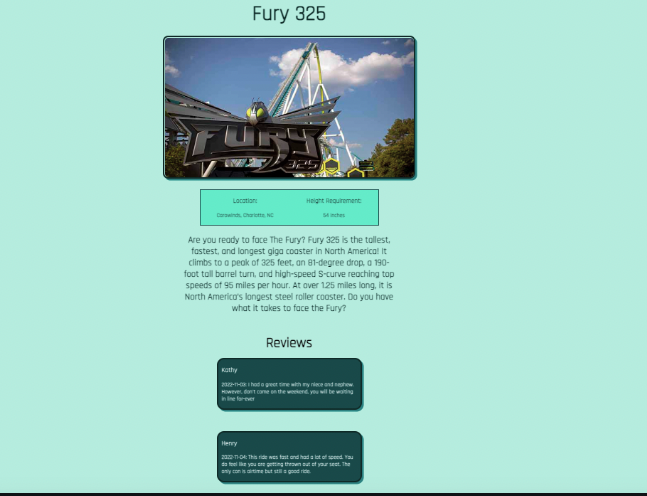 Fury 325
FURY
325
Location: Height Requirement:
Carowinds, Charlotte, NC 54 inches
Are you ready to face The Fury? Fury 325 is the tallest,
fastest, and longest giga coaster in North America! It
climbs to a peak of 325 feet, an 81-degree drop, a 190-
foot tall barrel turn, and high-speed S-curve reaching top
speeds of 95 miles per hour. At over 1.25 miles long, it is
North America's longest steel roller coaster. Do you have
what it takes to face the Fury?
Reviews
Kathy
2022-11-03: I had a great time with my niece and nephew.
However, don't come on the weekend, you will be waiting
in line for-ever
Henry
2022-11-04: This ride was fast and had a lot of speed. You
do feel like you are getting thrown out of your seat. The
only con is airtime but still a good ride.